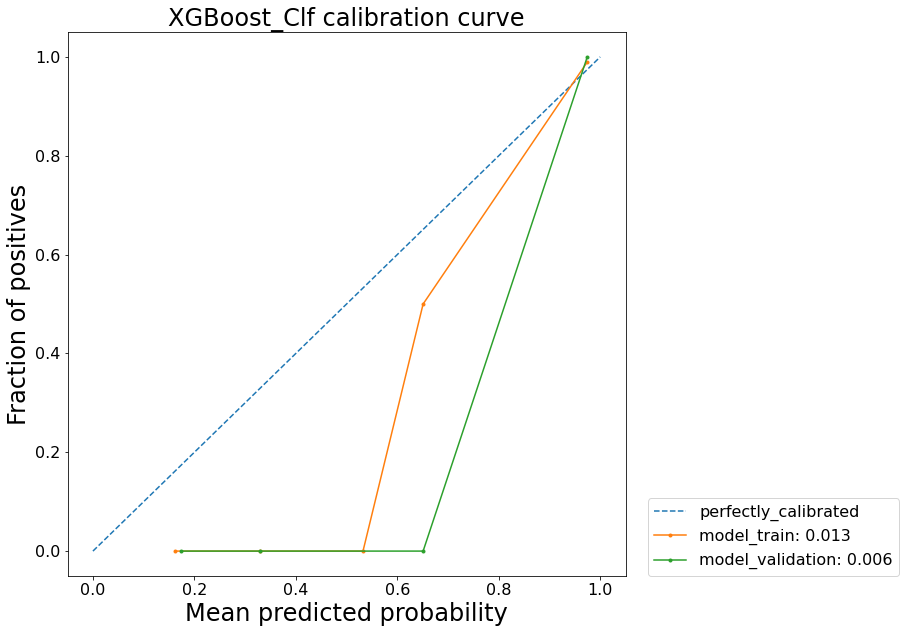 XGBoost_Clf calibration curve
Fraction of positives
1.0
0.8
0.6
0.4
0.2
0.0
0.0 0.2 0.4 0.6 0.8 1.0
Mean predicted probability
perfectly_calibrated
model_train: 0.013
model_validation: 0.006